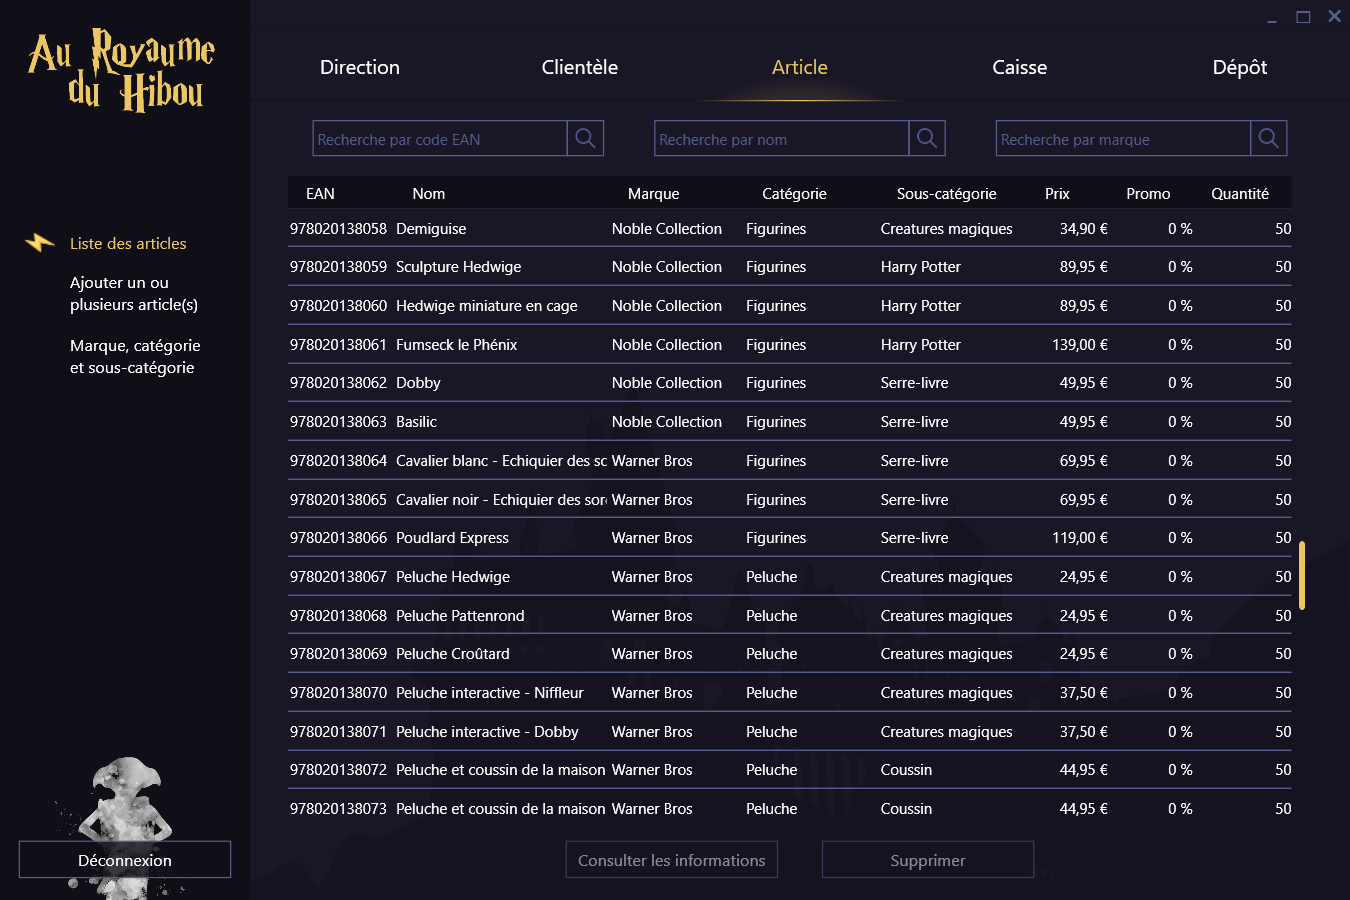 Au Royaume
du Hibou
Direction Clientèle Article Caisse Dépôt
Recherche par code EAN Recherche par nom Recherche par marque
Liste des articles
Ajouter un ou
plusieurs article(s)
Marque, catégorie
et sous-catégorie
EAN Nom Marque Catégorie Sous-catégorie Prix Promo Quantité
978020138058 Demiguise Noble Collection Figurines Creatures magiques 34,90 € 0 % 50
978020138059 Sculpture Hedwige Noble Collection Figurines Harry Potter 89,95 € 0 % 50
978020138060 Hedwige miniature en cage Noble Collection Figurines Harry Potter 89,95 € 0 % 50
978020138061 Fumseck le Phénix Noble Collection Figurines Harry Potter 139,00 € 0 % 50
978020138062 Dobby Noble Collection Figurines Serre-livre 49,95 € 0 % 50
978020138063 Basilic Noble Collection Figurines Serre-livre 49,95 € 0 % 50
978020138064 Cavalier blanc - Echiquier des sc Warner Bros Figurines Serre-livre 69,95 € 0 % 50
978020138065 Cavalier noir - Echiquier des sor Warner Bros Figurines Serre-livre 69,95 € 0 % 50
978020138066 Poudlard Express Warner Bros Figurines Serre-livre 119,00 € 0 % 50
978020138067 Peluche Hedwige Warner Bros Peluche Creatures magiques 24,95 € 0 % 50
978020138068 Peluche Pattenrond Warner Bros Peluche Creatures magiques 24,95 € 0 % 50
978020138069 Peluche Croûtard Warner Bros Peluche Creatures magiques 24,95 € 0 % 50
978020138070 Peluche interactive - Niffleur Warner Bros Peluche Creatures magiques 37,50 € 0 % 50
978020138071 Peluche interactive - Dobby Warner Bros Peluche Creatures magiques 37,50 € 0 % 50
978020138072 Peluche et coussin de la maison Warner Bros Peluche Coussin 44,95 € 0 % 50
978020138073 Peluche et coussin de la maison Warner Bros Peluche Coussin 44,95 € 0 % 50
Déconnexion Consulter les informations Supprimer